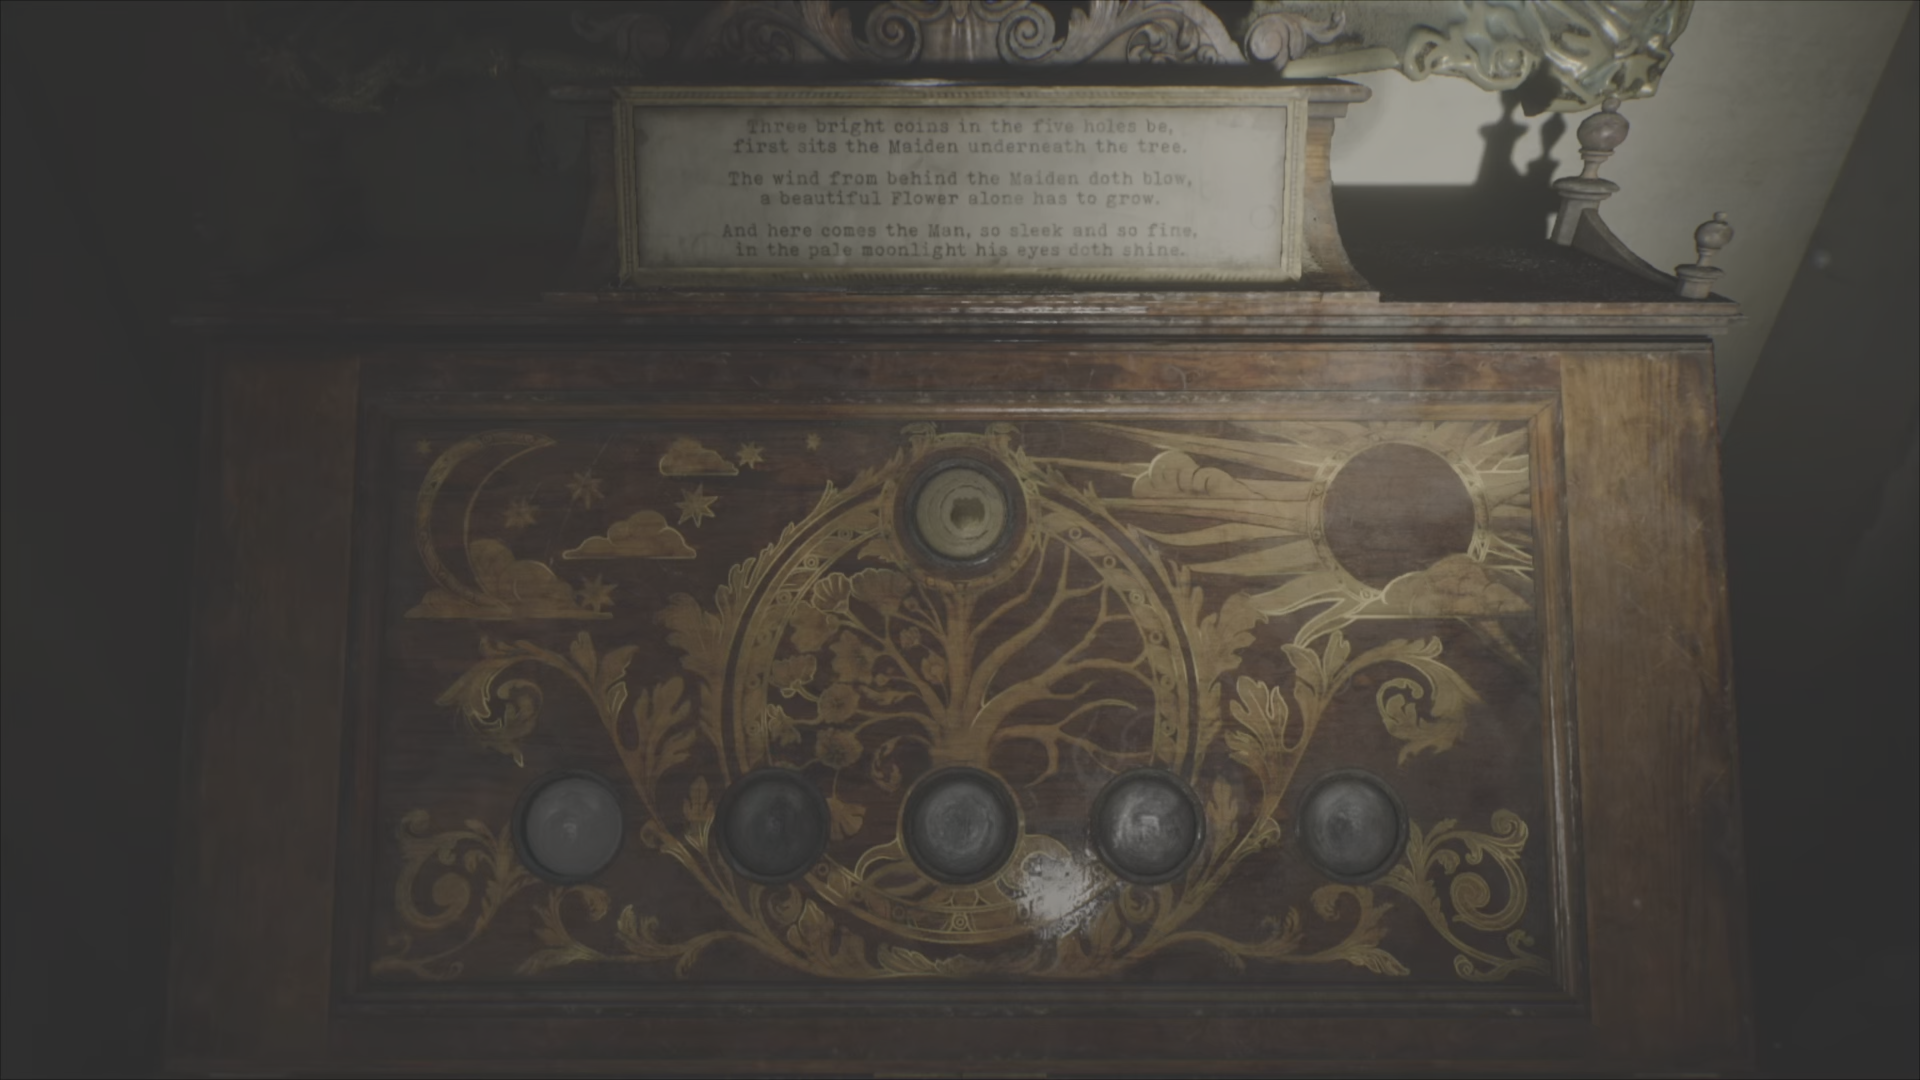 Three bright coins in the five holes be,
first sits the Maiden underneath the tree.
The wind from behind the Maiden doth blow,
a beautiful Flower alone has to grow.
And here comes the Man, so sleek and so fine,
in the pale moonlight his eyes doth shine.